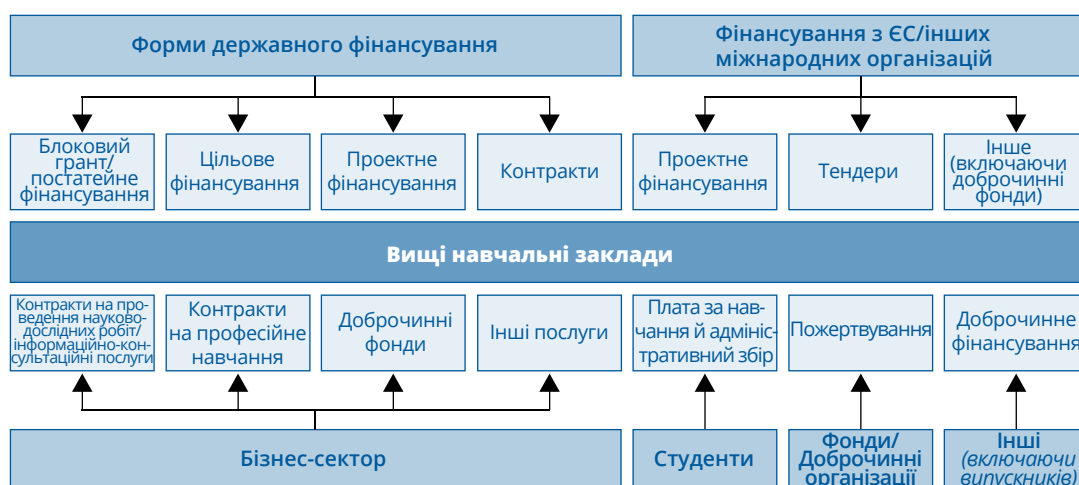 Форми державного фінансування
Фінансування з ЄС/інших
міжнародних організацій
Блоковий
грант/
постатейне
фінансування
Цільове
фінансування
Проектне
фінансування
Контракти
Проектне
фінансування
Тендери
Інше
(включаючи
доброчинні
фонди)
Вищі навчальні заклади
Контракти на про-
ведення науково-
дослідних робіт/
інформаційно-кон-
сультаційні послуги
Контракти
на професійне
навчання
Доброчинні
фонди
Інші послуги
Плата за нав-
чання й адмініс-
тративний збір
Пожертвування
Доброчинне
фінансування
Бізнес-сектор
Студенти
Фонди/
Доброчинні
організації
Інші
(включаючи
випускників)